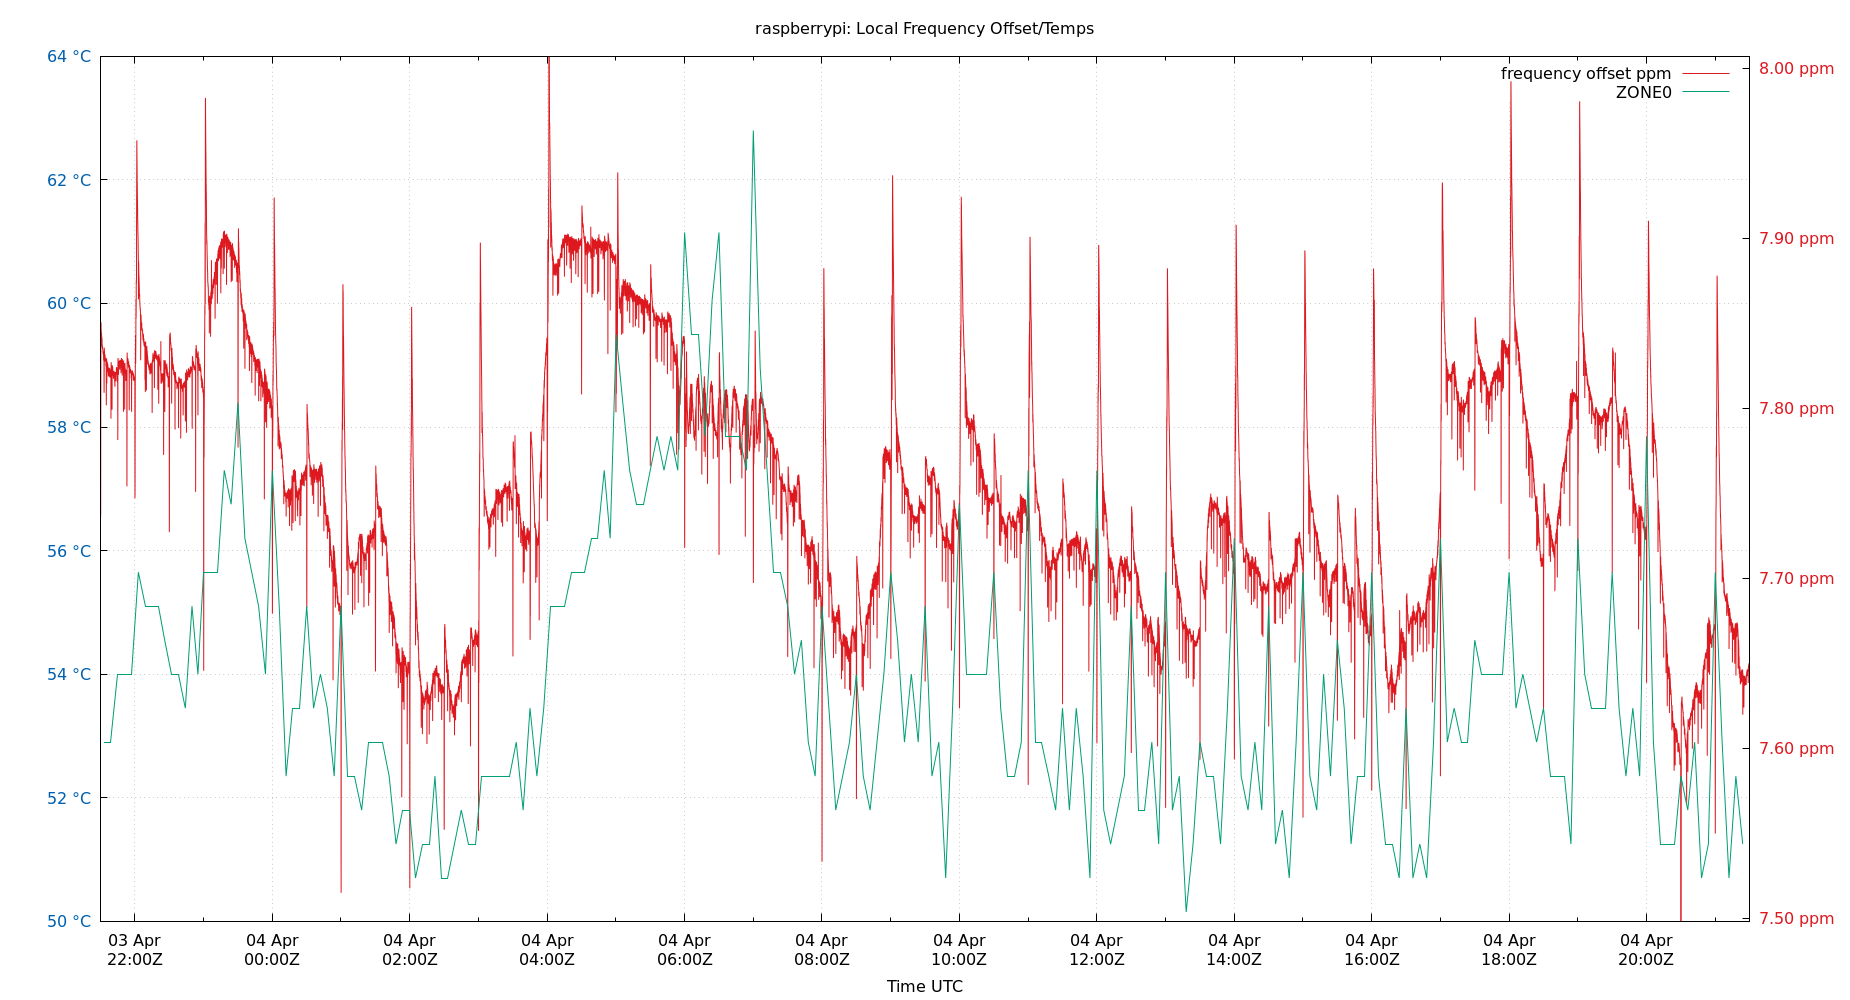 raspberrypi: Local Frequency Offset/Temps
64 °C
62 °C
60 °C
58 °C
56 °C
54 °C
52 °C
50 °C
frequency offset ppm
ZONE0
8.00 ppm
7.90 ppm
7.80 ppm
7.70 ppm
7.60 ppm
7.50 ppm
03 Apr
22:00Z
04 Apr
00:00Z
04 Apr
02:00Z
04 Apr
04:00Z
04 Apr
06:00Z
04 Apr
08:00Z
04 Apr
10:00Z
04 Apr
12:00Z
04 Apr
14:00Z
04 Apr
16:00Z
04 Apr
18:00Z
04 Apr
20:00Z
Time UTC